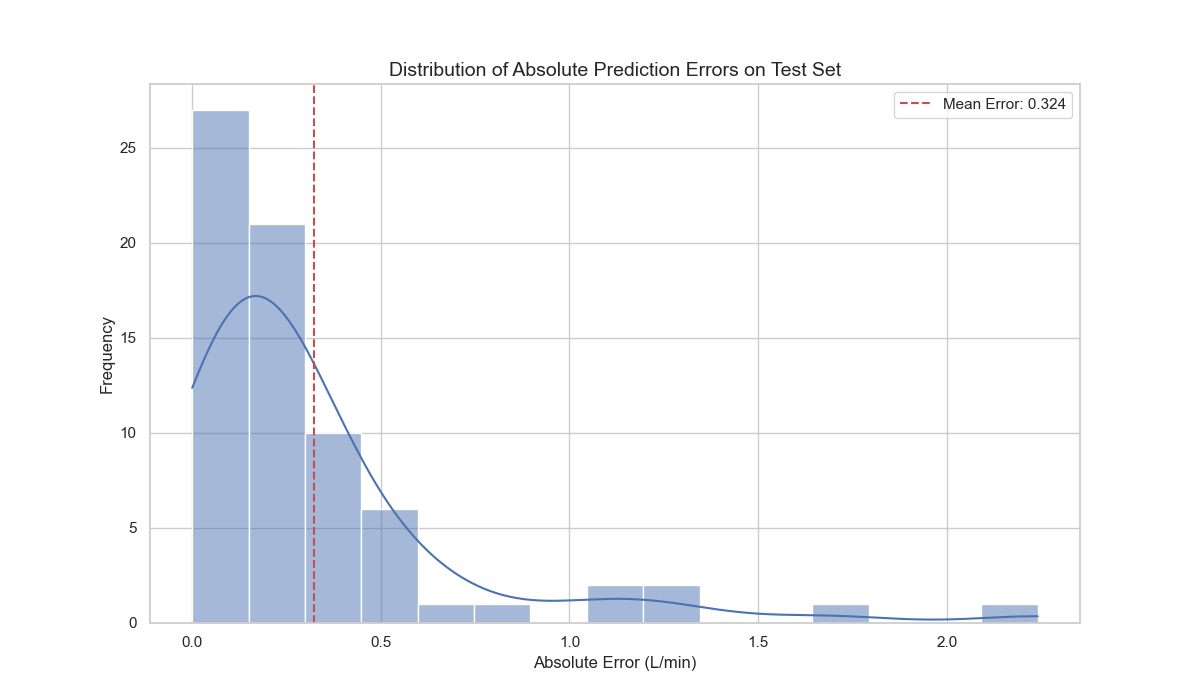 Distribution of Absolute Prediction Errors on Test Set
Mean Error: 0.324
Frequency
25
20
15
10
5
0
0.0
0.5
1.0
1.5
2.0
Absolute Error (L/min)